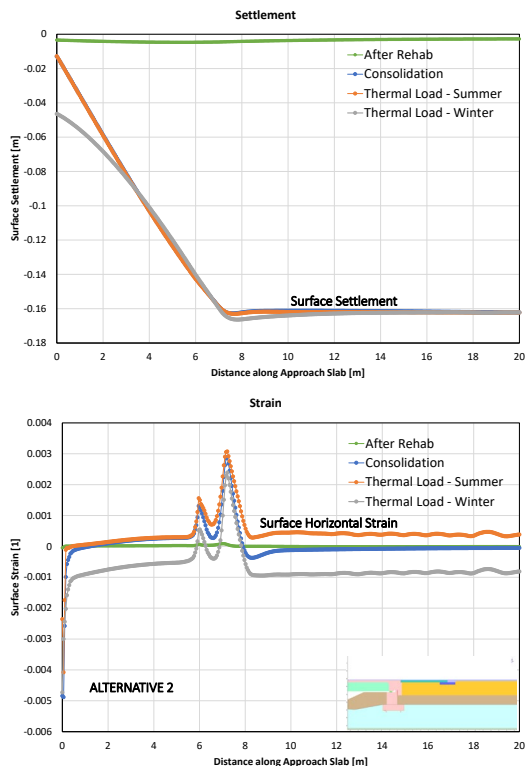 Settlement
0
-0.02
-0.04
-0.06
-0.08
-0.1
-0.12
-0.14
-0.16
-0.18
Surface Settlement [m]
After Rehab
Consolidation
Thermal Load - Summer
Thermal Load - Winter
Surface Settlement
0 2 4 6 8 10 12 14 16 18 20
Distance along Approach Slab [m]
Strain
0.004
0.003
0.002
0.001
0
-0.001
-0.002
-0.003
-0.004
-0.005
-0.006
Surface Strain [1]
After Rehab
Consolidation
Thermal Load - Summer
Thermal Load - Winter
Surface Horizontal Strain
ALTERNATIVE 2
0 2 4 6 8 10 12 14 16 18 20
Distance along Approach Slab [m]